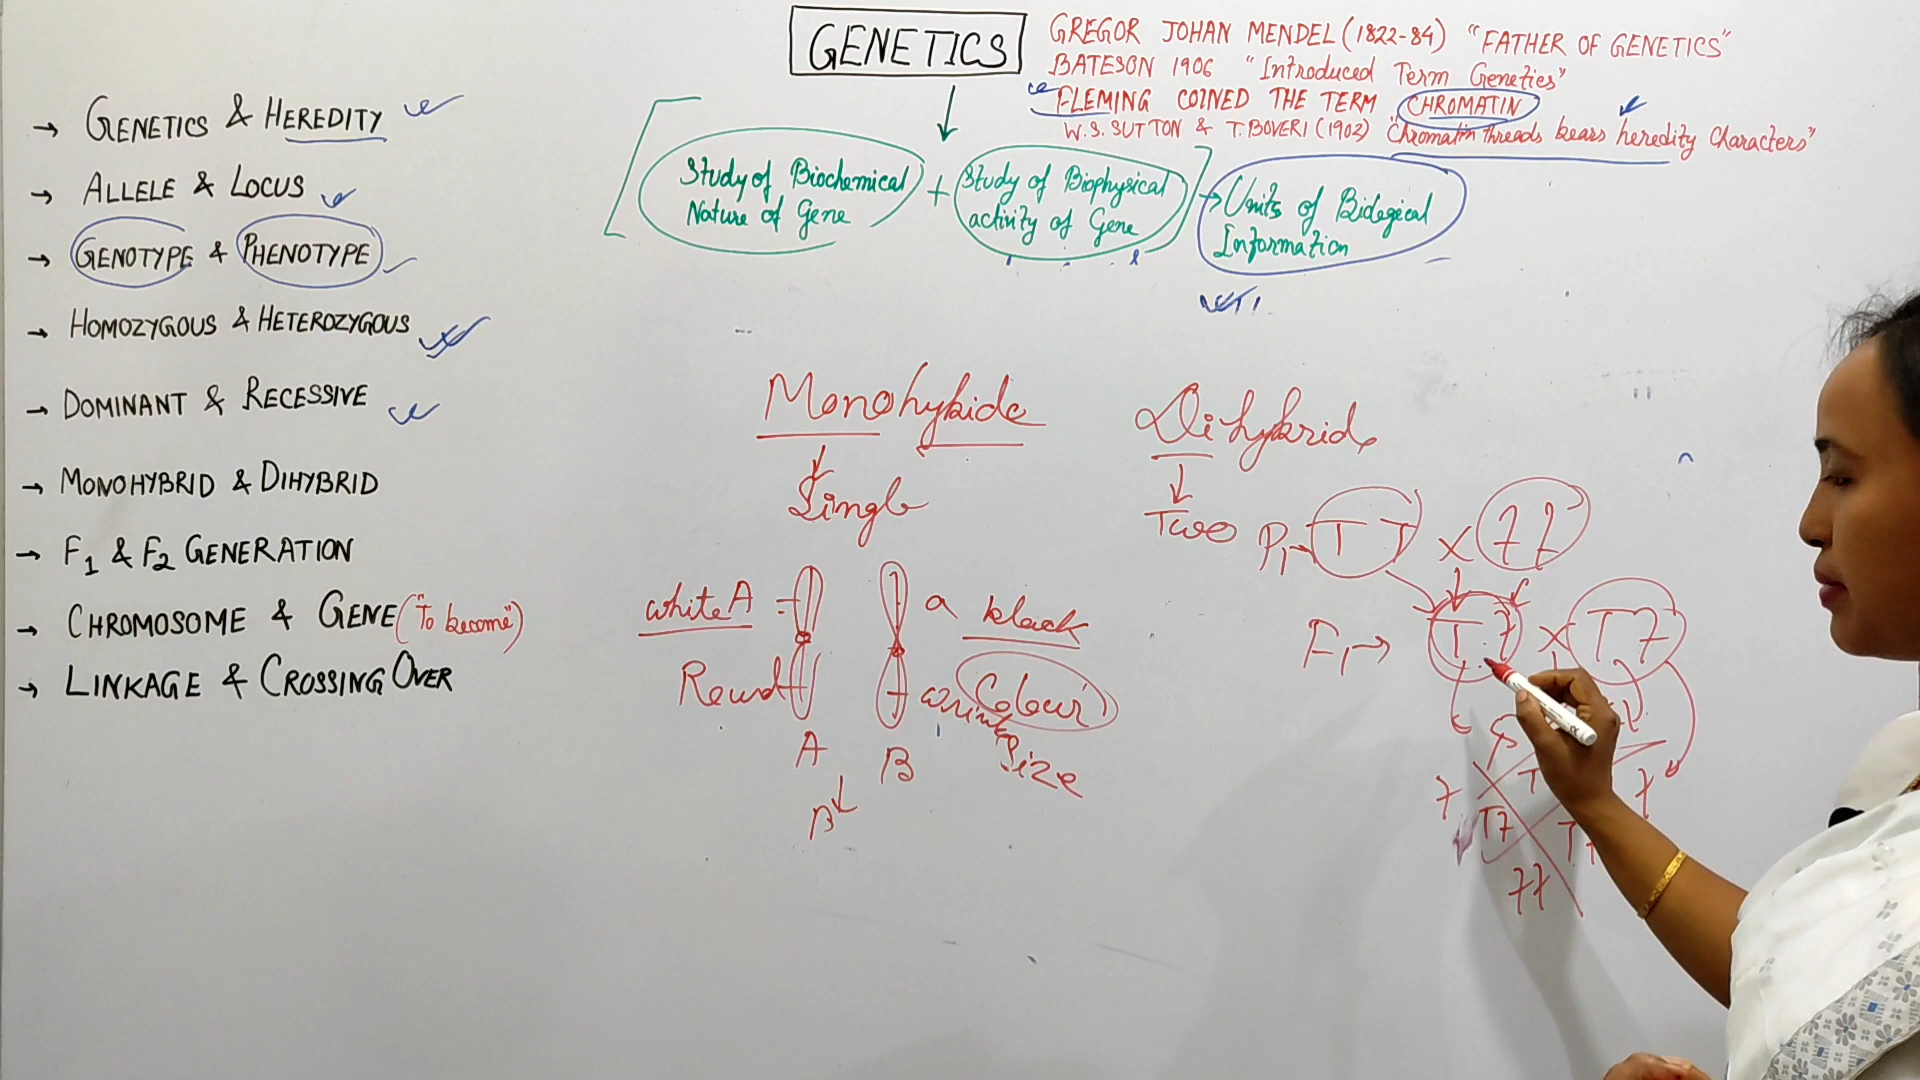 GENETICS
GREGOR JOHAN MENDEL (1822-84) "FATHER OF GENETICS"
BATESON 1906 "Introduced Term Genetics"
FLEMING COINED THE TERM CHROMATIN
W.S. SUTTON & T. BOVERI (1902) "Chromatin threads bears heredity Characters"
Study of Biochemical
Nature of Gene
+
Study of Biophysical
activity of Gene
→ Units of Biological
Information
→ GENETICS & HEREDITY
→ ALLELE & LOCUS
→ GENOTYPE & PHENOTYPE
→ HOMOZYGOUS & HETEROZYGOUS
→ DOMINANT & RECESSIVE
→ MONOHYBRID & DIHYBRID
→ F1 & F2 GENERATION
→ CHROMOSOME & GENE ("To become")
→ LINKAGE & CROSSING OVER
Monohybide
Single
white A
a black
Colour
Size
A
B
Dihybrid
Two
P1→ T T × t t
F1→ T t × T t
t
T
t
Tt
tt